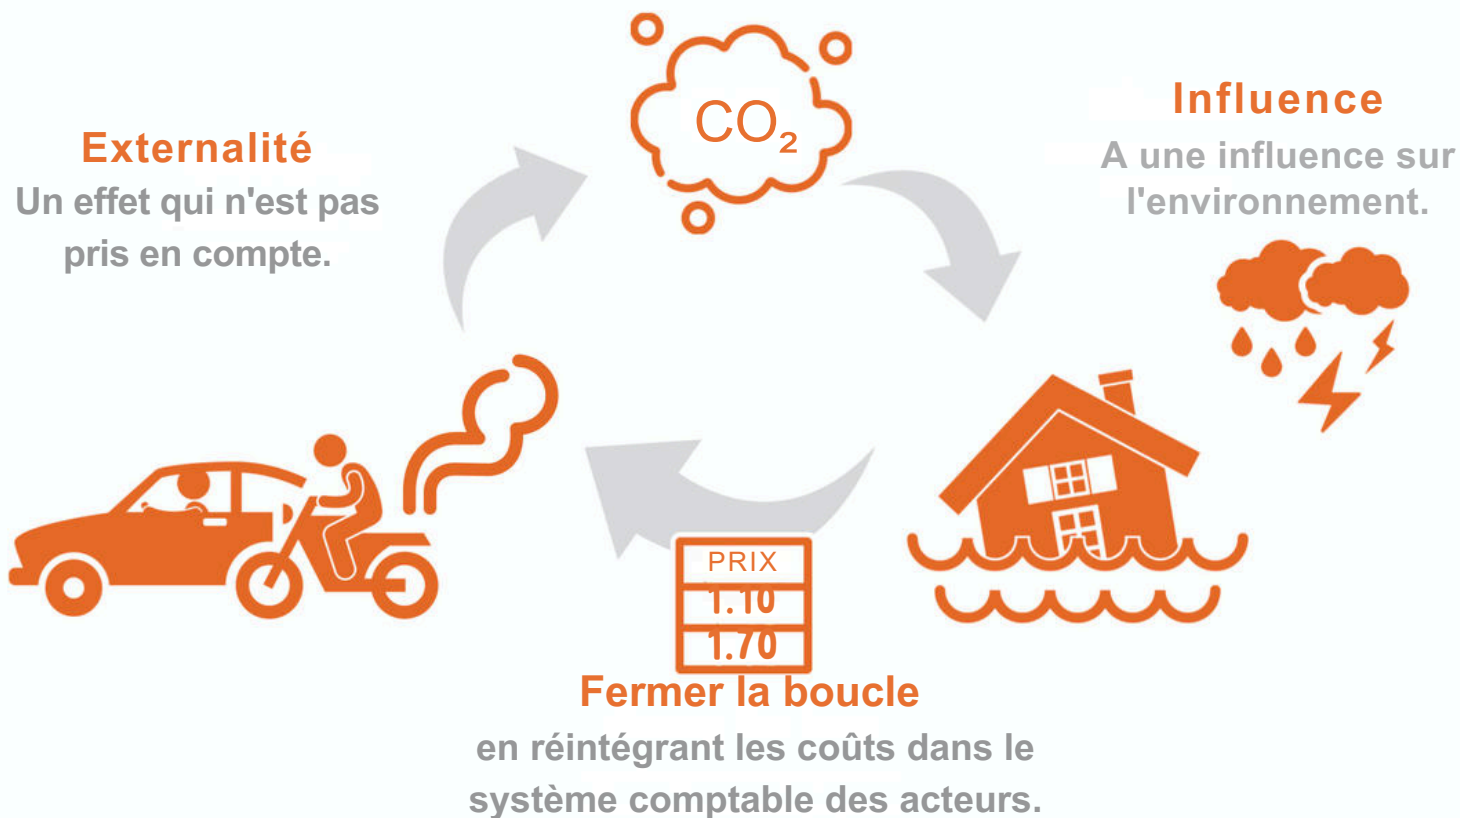 Externalité
Un effet qui n'est pas
pris en compte.
CO₂
Influence
A une influence sur
l'environnement.
PRIX
1.10
1.70
Fermer la boucle
en réintégrant les coûts dans le
système comptable des acteurs.